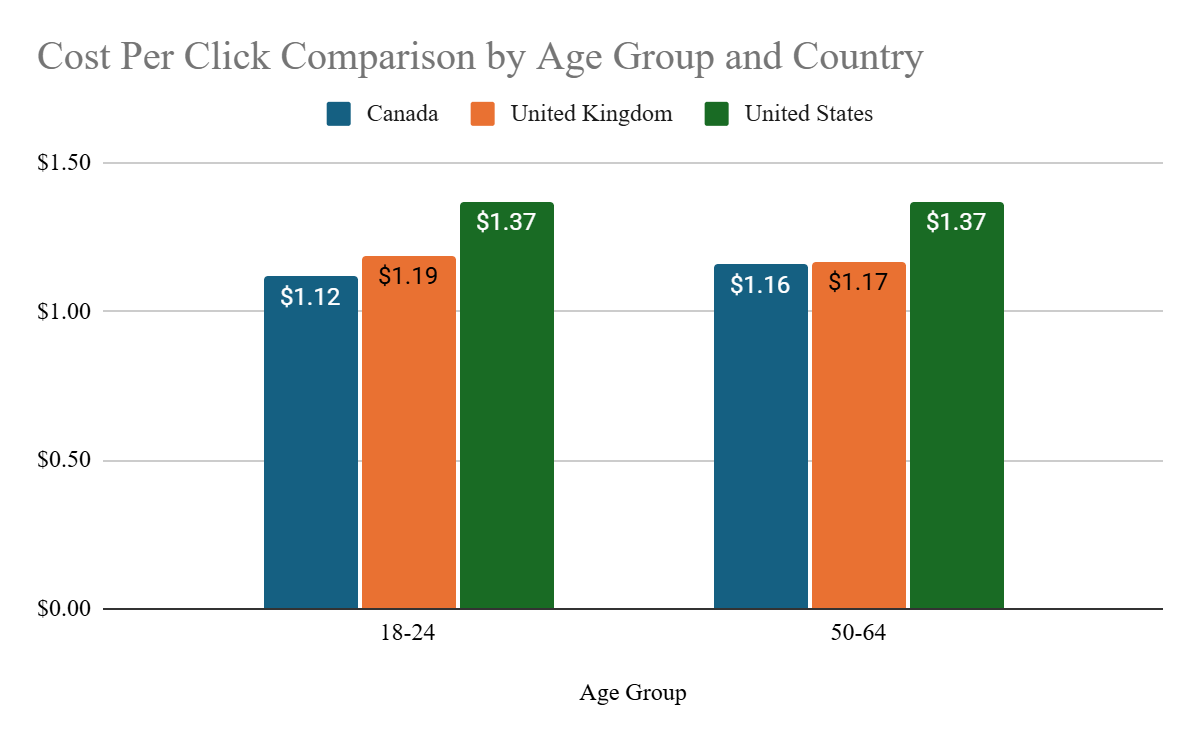 Cost Per Click Comparison by Age Group and Country
Canada United Kingdom United States
$1.50
$1.37 $1.37
$1.19 $1.16 $1.17
$1.12
$1.00
$0.50
$0.00
18-24 50-64
Age Group